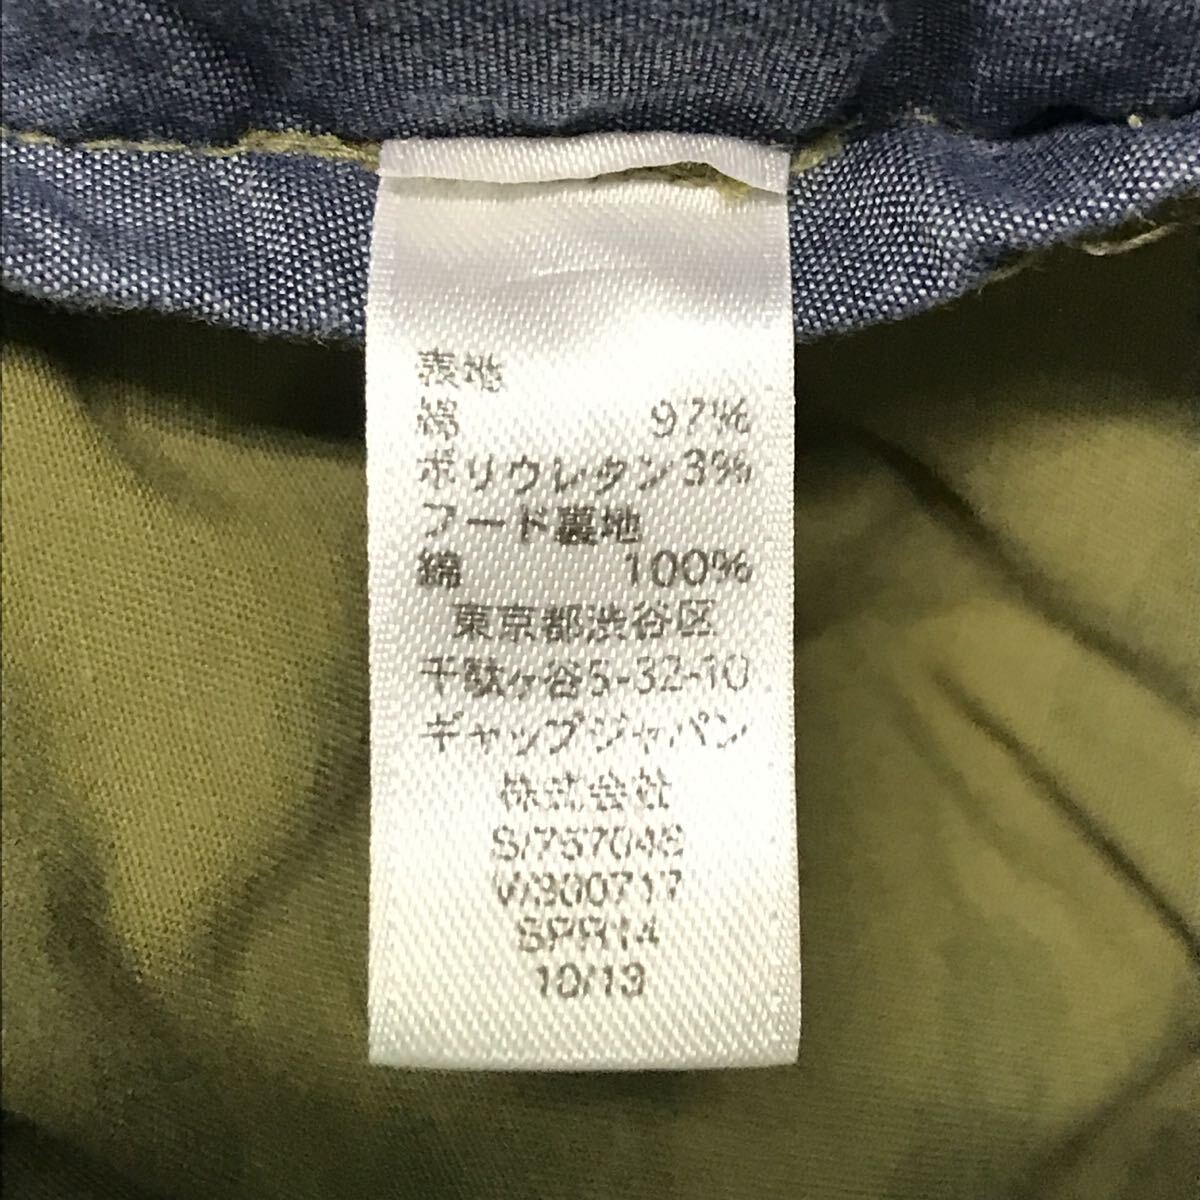 表地
綿 97%
ポリウレタン 3%
フード裏地
綿 100%
東京都渋谷区
千駄ヶ谷5-32-10
ギャップジャパン
株式会社
S/767048
W900717
SPR14
10/13